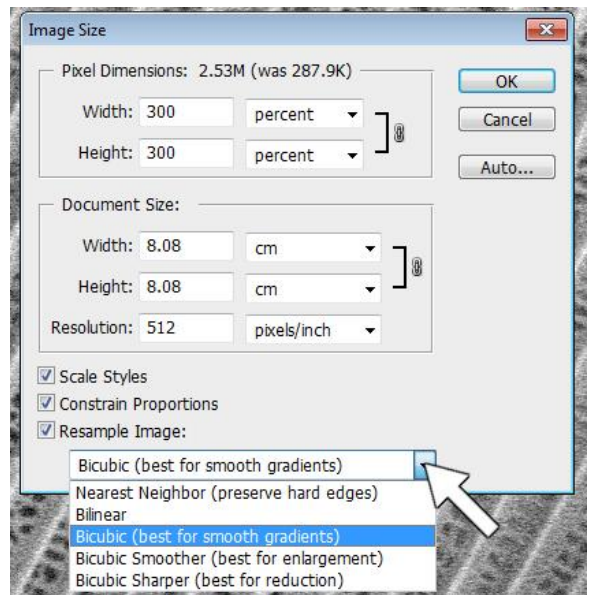 Image Size
Pixel Dimensions: 2.53M (was 287.9K)
OK
Width: 300 percent
Cancel
Height: 300 percent
Auto...
Document Size:
Width: 8.08 cm
Height: 8.08 cm
Resolution: 512 pixels/inch
Scale Styles
Constrain Proportions
Resample Image:
Bicubic (best for smooth gradients)
Nearest Neighbor (preserve hard edges)
Bilinear
Bicubic (best for smooth gradients)
Bicubic Smoother (best for enlargement)
Bicubic Sharper (best for reduction)